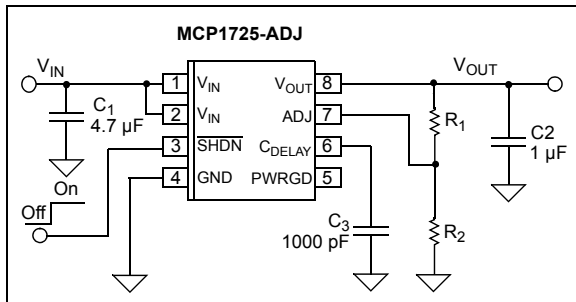 MCP1725-ADJ
VIN
VOUT
1 VIN VOUT 8
2 VIN ADJ 7
3 SHDN CDELAY 6
4 GND PWRGD 5
C1
4.7 µF
On
Off
R1
C2
1 µF
C3
1000 pF
R2